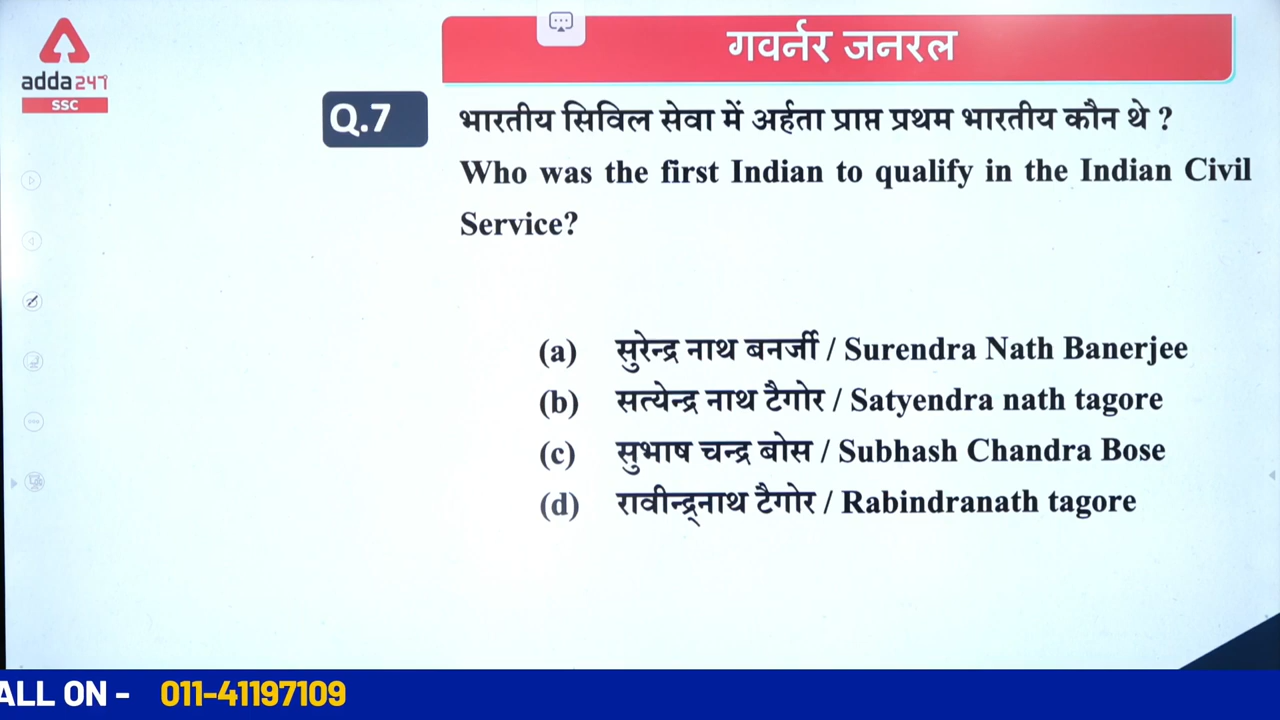 adda247
SSC
गवर्नर जनरल
Q.7
भारतीय सिविल सेवा में अर्हता प्राप्त प्रथम भारतीय कौन थे ?
Who was the first Indian to qualify in the Indian Civil
Service?
(a) सुरेन्द्र नाथ बनर्जी / Surendra Nath Banerjee
(b) सत्येन्द्र नाथ टैगोर / Satyendra nath tagore
(c) सुभाष चन्द्र बोस / Subhash Chandra Bose
(d) रावीन्द्र्नाथ टैगोर / Rabindranath tagore
ALL ON - 011-41197109